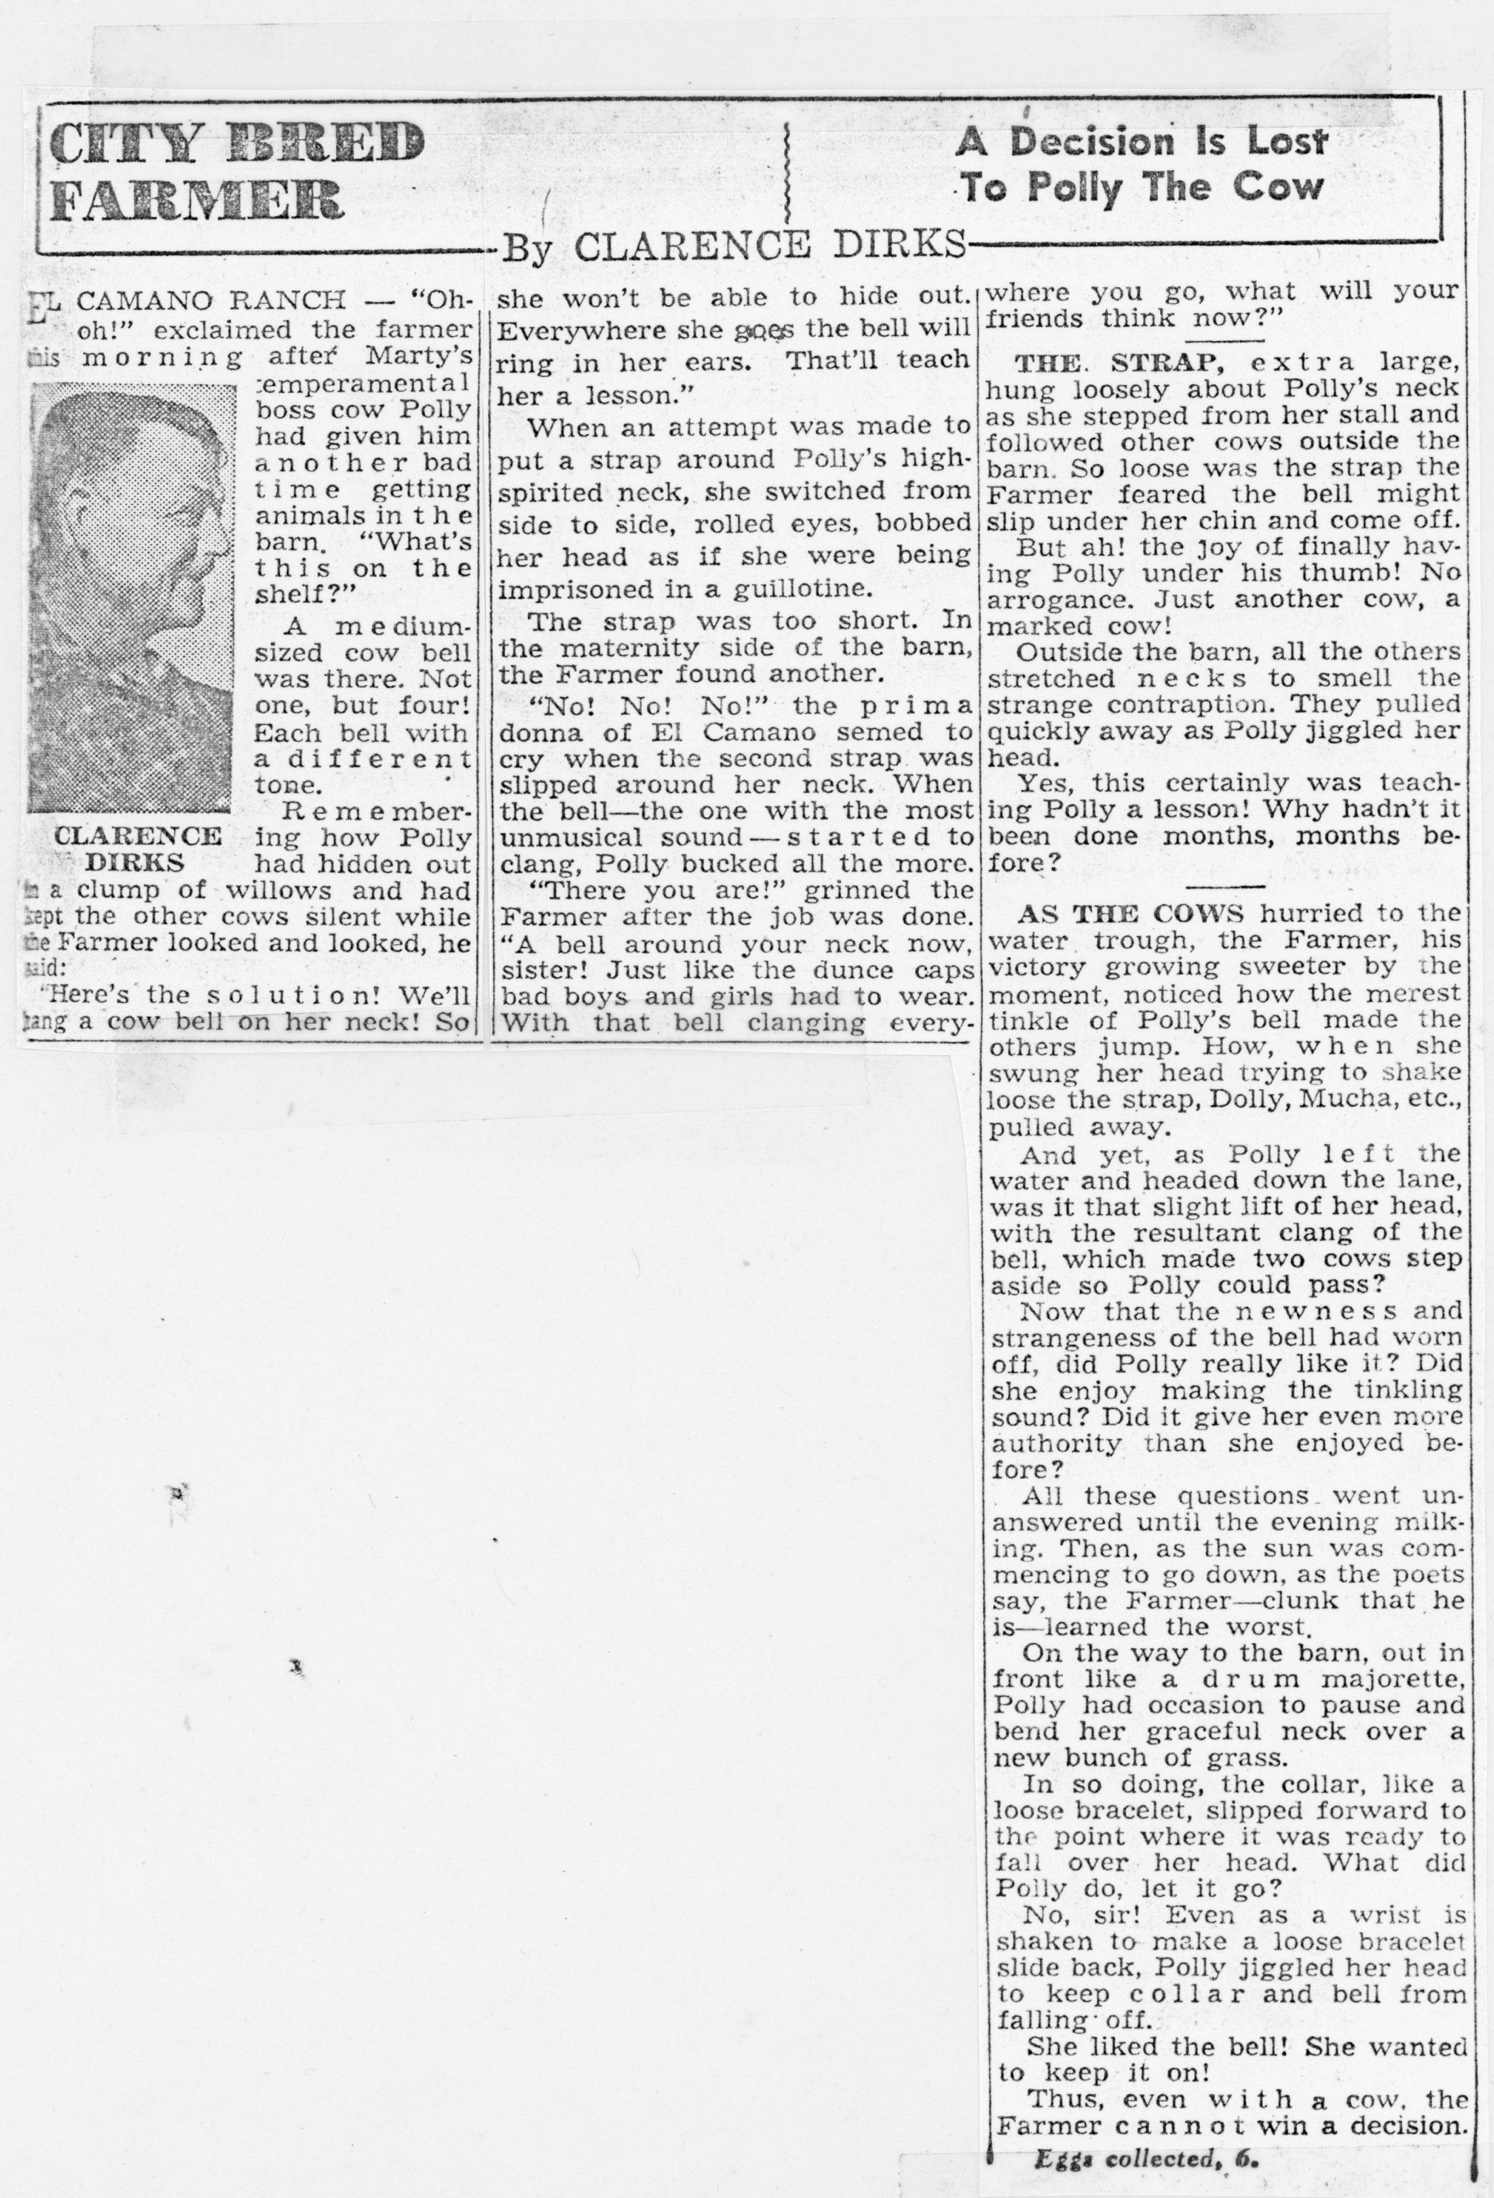 CITY BRED
FARMER
A Decision Is Lost
To Polly The Cow
By CLARENCE DIRKS
EL CAMANO RANCH — "Oh-
oh!" exclaimed the farmer
this morning after Marty's
temperamental
boss cow Polly
had given him
another bad
time getting
animals in the
barn. "What's
this on the
shelf?"
A medium-
sized cow bell
was there. Not
one, but four!
Each bell with
a different
tone.
Remember-
ing how Polly
had hidden out
CLARENCE
DIRKS
in a clump of willows and had
kept the other cows silent while
the Farmer looked and looked, he
said:
"Here's the solution! We'll
hang a cow bell on her neck! So
she won't be able to hide out.
Everywhere she goes the bell will
ring in her ears. That'll teach
her a lesson."
When an attempt was made to
put a strap around Polly's high-
spirited neck, she switched from
side to side, rolled eyes, bobbed
her head as if she were being
imprisoned in a guillotine.
The strap was too short. In
the maternity side of the barn,
the Farmer found another.
"No! No! No!" the prima
donna of El Camano semed to
cry when the second strap was
slipped around her neck. When
the bell—the one with the most
unmusical sound—started to
clang, Polly bucked all the more.
"There you are!" grinned the
Farmer after the job was done.
"A bell around your neck now,
sister! Just like the dunce caps
bad boys and girls had to wear.
With that bell clanging every-
where you go, what will your
friends think now?"
THE STRAP, extra large,
hung loosely about Polly's neck
as she stepped from her stall and
followed other cows outside the
barn. So loose was the strap the
Farmer feared the bell might
slip under her chin and come off.
But ah! the joy of finally hav-
ing Polly under his thumb! No
arrogance. Just another cow, a
marked cow!
Outside the barn, all the others
stretched necks to smell the
strange contraption. They pulled
quickly away as Polly jiggled her
head.
Yes, this certainly was teach-
ing Polly a lesson! Why hadn't it
been done months, months be-
fore?
AS THE COWS hurried to the
water trough, the Farmer, his
victory growing sweeter by the
moment, noticed how the merest
tinkle of Polly's bell made the
others jump. How, when she
swung her head trying to shake
loose the strap, Dolly, Mucha, etc.,
pulled away.
And yet, as Polly left the
water and headed down the lane,
was it that slight lift of her head,
with the resultant clang of the
bell, which made two cows step
aside so Polly could pass?
Now that the newness and
strangeness of the bell had worn
off, did Polly really like it? Did
she enjoy making the tinkling
sound? Did it give her even more
authority than she enjoyed be-
fore?
All these questions went un-
answered until the evening milk-
ing. Then, as the sun was com-
mencing to go down, as the poets
say, the Farmer—clunk that he
is—learned the worst.
On the way to the barn, out in
front like a drum majorette,
Polly had occasion to pause and
bend her graceful neck over a
new bunch of grass.
In so doing, the collar, like a
loose bracelet, slipped forward to
the point where it was ready to
fall over her head. What did
Polly do, let it go?
No, sir! Even as a wrist is
shaken to make a loose bracelet
slide back, Polly jiggled her head
to keep collar and bell from
falling off.
She liked the bell! She wanted
to keep it on!
Thus, even with a cow, the
Farmer cannot win a decision.
Eggs collected, 6.